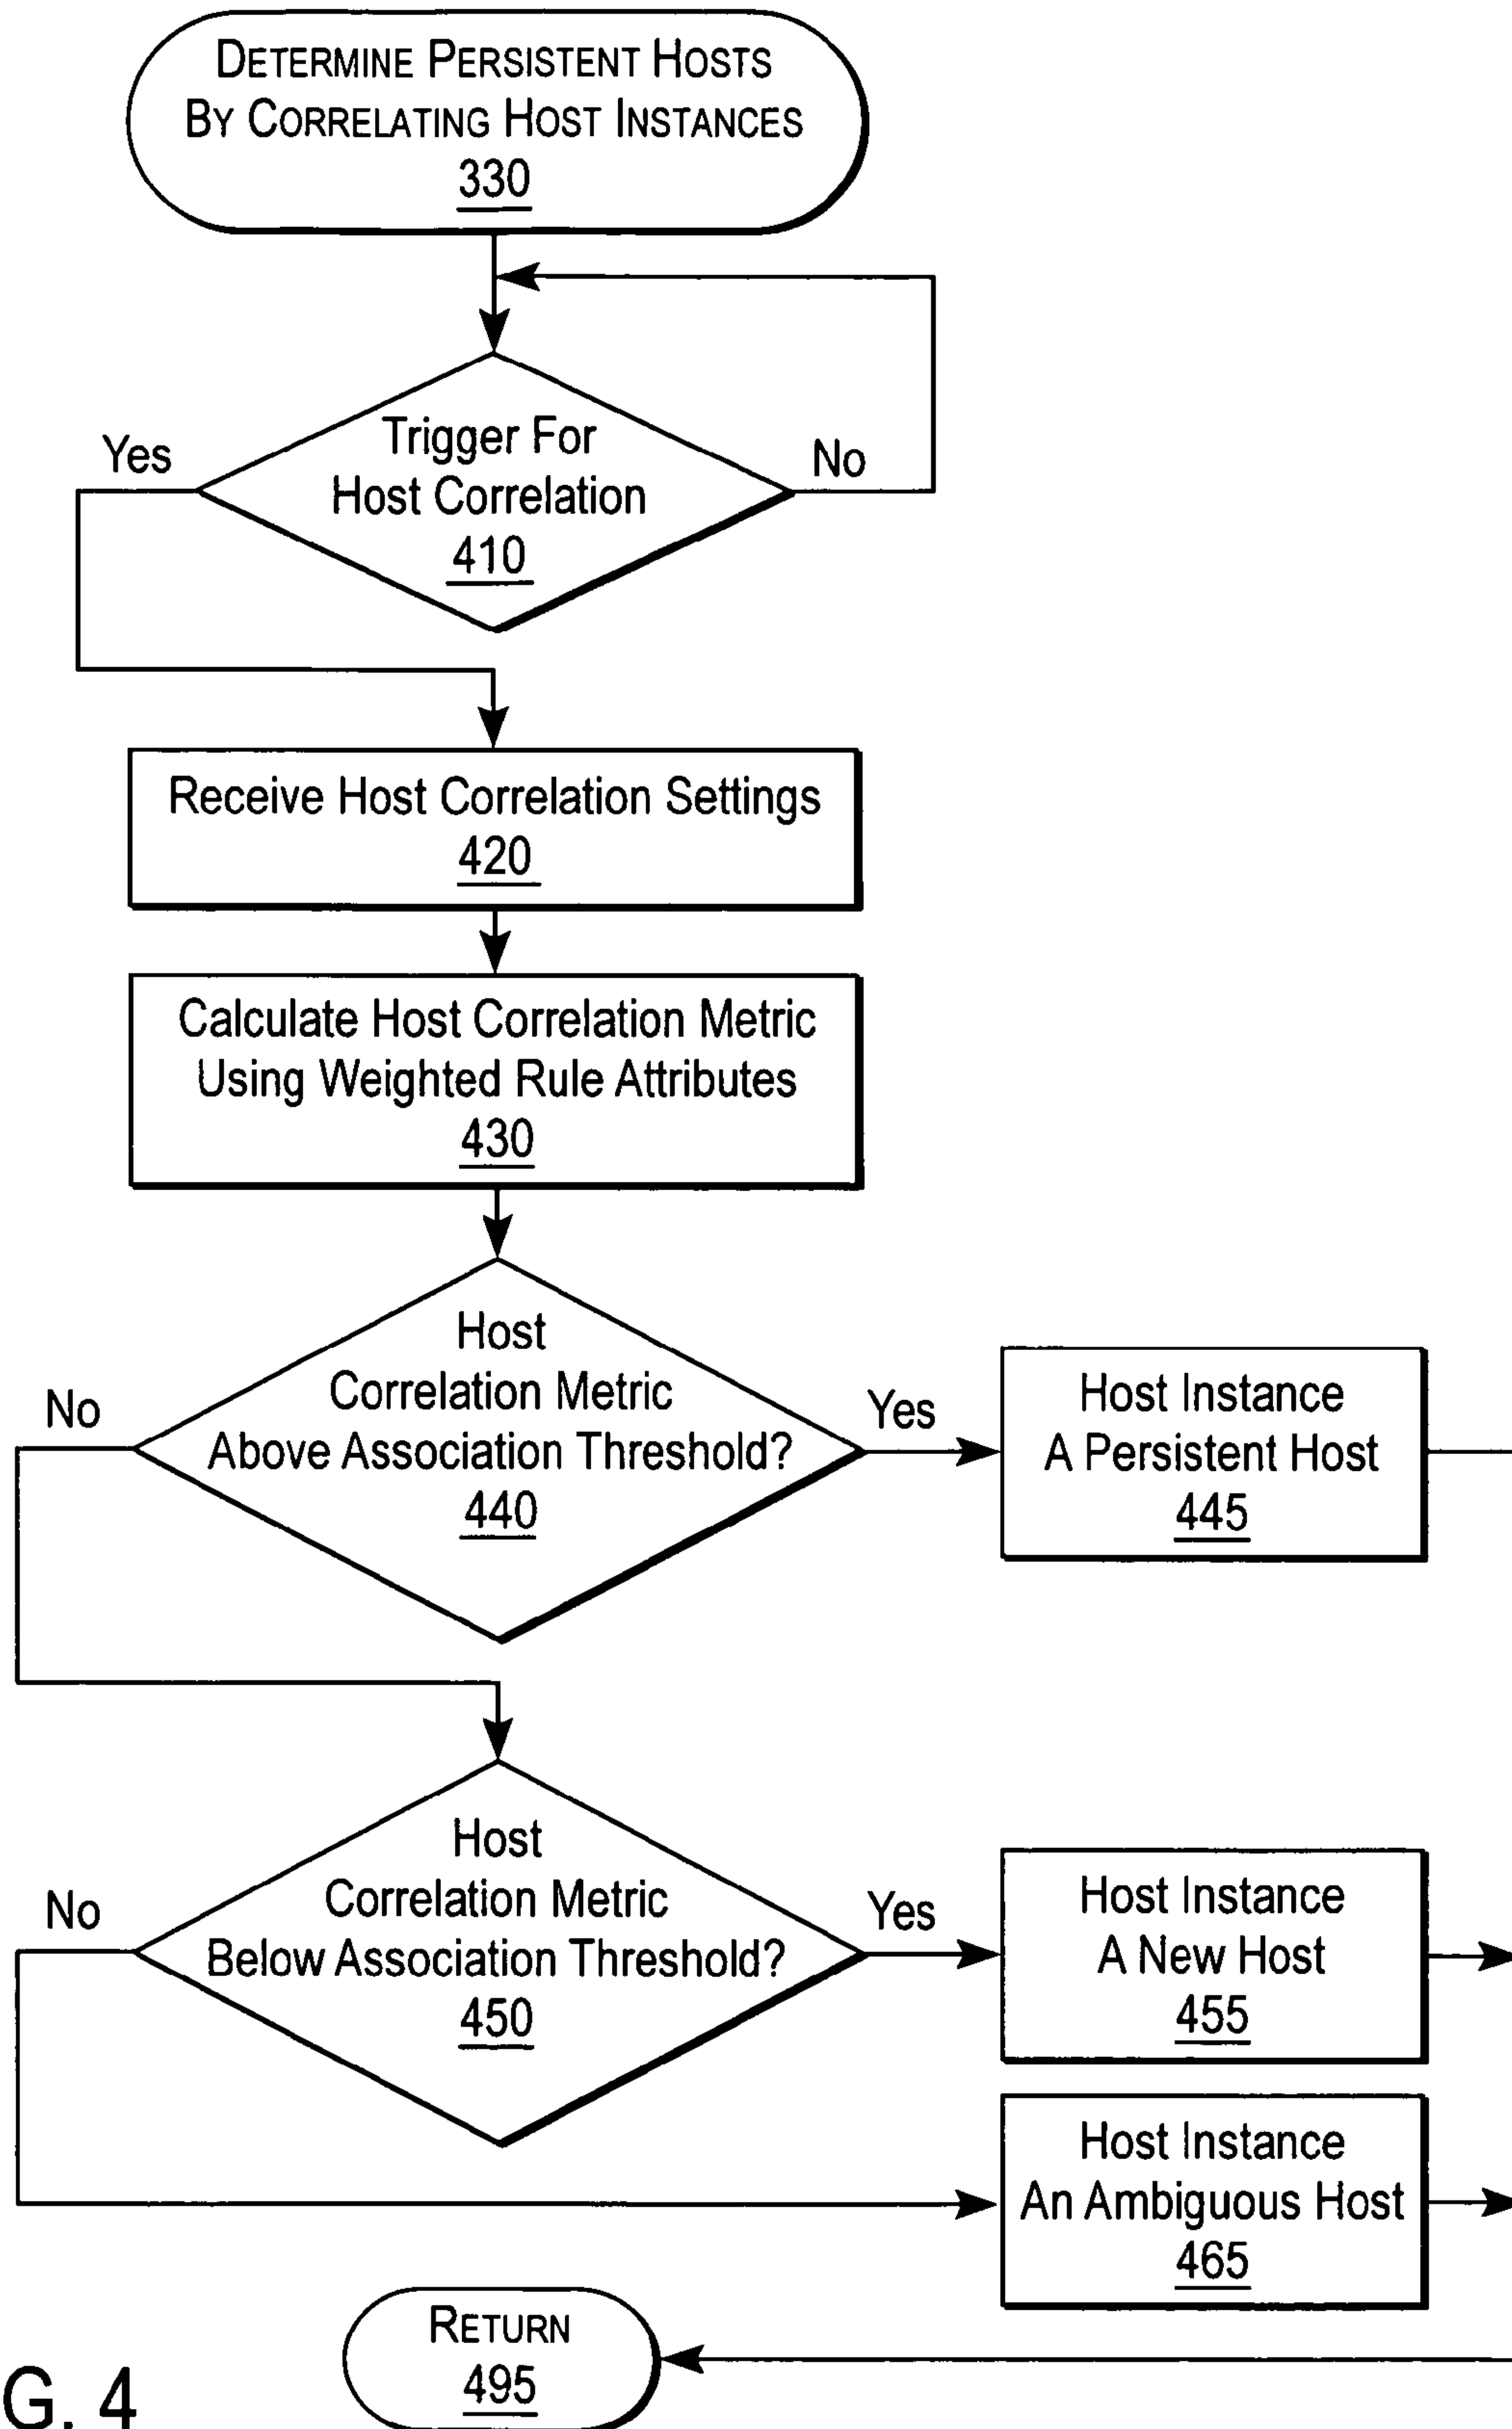 DETERMINE PERSISTENT HOSTS
BY CORRELATING HOST INSTANCES
330
Trigger For
Host Correlation
410
Yes
No
Receive Host Correlation Settings
420
Calculate Host Correlation Metric
Using Weighted Rule Attributes
430
Host
Correlation Metric
Above Association Threshold?
440
No
Yes
Host Instance
A Persistent Host
445
Host
Correlation Metric
Below Association Threshold?
450
No
Yes
Host Instance
A New Host
455
Host Instance
An Ambiguous Host
465
RETURN
495
G. 4